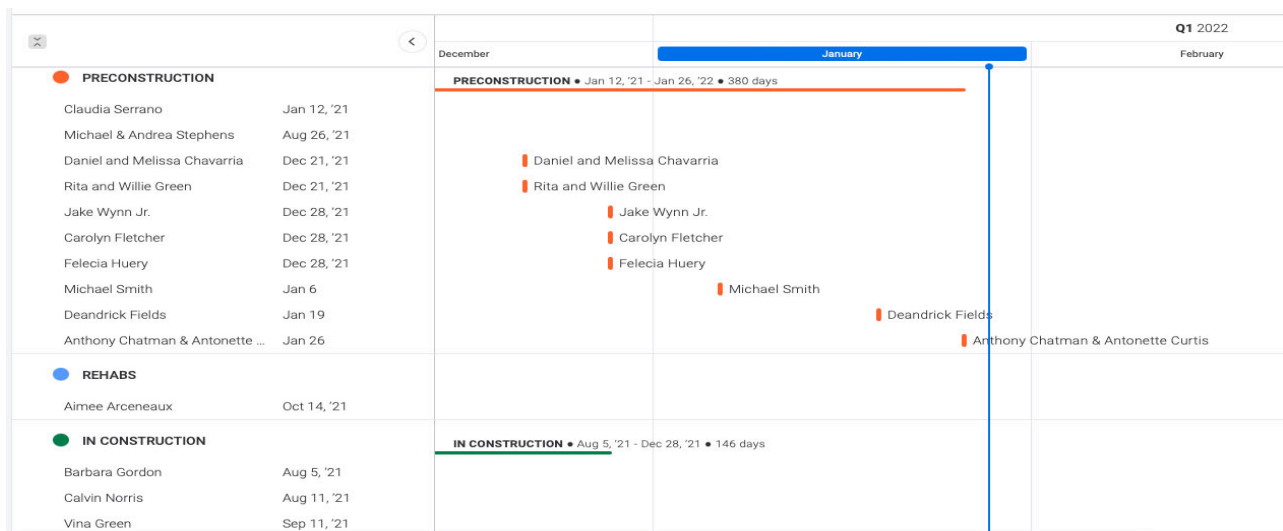 Q1 2022
December January February
PRECONSTRUCTION PRECONSTRUCTION • Jan 12, '21 - Jan 26, '22 • 380 days
Claudia Serrano Jan 12, '21
Michael & Andrea Stephens Aug 26, '21
Daniel and Melissa Chavarria Dec 21, '21 Daniel and Melissa Chavarria
Rita and Willie Green Dec 21, '21 Rita and Willie Green
Jake Wynn Jr. Dec 28, '21 Jake Wynn Jr.
Carolyn Fletcher Dec 28, '21 Carolyn Fletcher
Felecia Huery Dec 28, '21 Felecia Huery
Michael Smith Jan 6 Michael Smith
Deandrick Fields Jan 19 Deandrick Fields
Anthony Chatman & Antonette ... Jan 26 Anthony Chatman & Antonette Curtis
REHABS
Aimee Arceneaux Oct 14, '21
IN CONSTRUCTION IN CONSTRUCTION • Aug 5, '21 - Dec 28, '21 • 146 days
Barbara Gordon Aug 5, '21
Calvin Norris Aug 11, '21
Vina Green Sep 11, '21